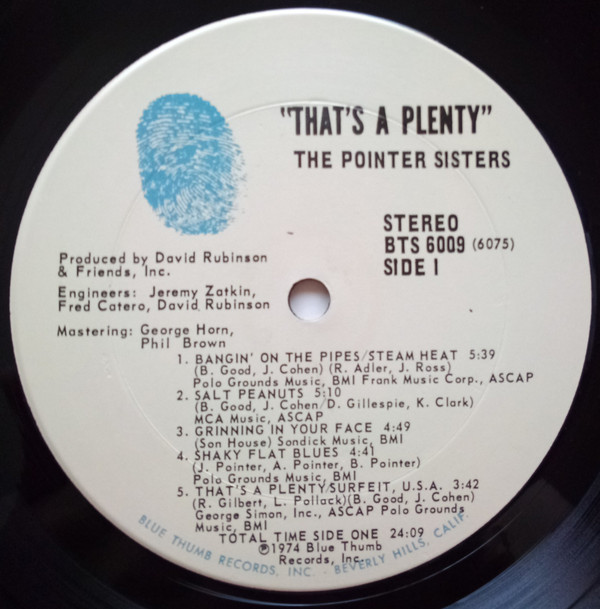 "THAT'S A PLENTY"
THE POINTER SISTERS
STEREO
BTS 6009 (6075)
SIDE 1
Produced by David Rubinson
& Friends, Inc.
Engineers: Jeremy Zatkin,
Fred Catero, David Rubinson
Mastering: George Horn,
Phil Brown
1. BANGIN' ON THE PIPES/STEAM HEAT 5:39
(B. Good, J. Cohen) (R. Adler, J. Ross)
Polo Grounds Music, BMI Frank Music Corp., ASCAP
2. SALT PEANUTS 5:10
(B. Good, J. Cohen/D. Gillespie, K. Clark)
MCA Music, ASCAP
3. GRINNING IN YOUR FACE 4:49
(Son House) Sondick Music, BMI
4. SHAKY FLAT BLUES 4:41
(J. Pointer, A. Pointer, B. Pointer)
Polo Grounds Music, BMI
5. THAT'S A PLENTY/SURFEIT, U.S.A. 3:42
(R. Gilbert, L. Pollack)(B. Good, J. Cohen)
George Simon, Inc., ASCAP Polo Grounds
Music, BMI
TOTAL TIME SIDE ONE 24:09
℗1974 Blue Thumb
Records, Inc.
BLUE THUMB RECORDS, INC. · BEVERLY HILLS, CALIF.